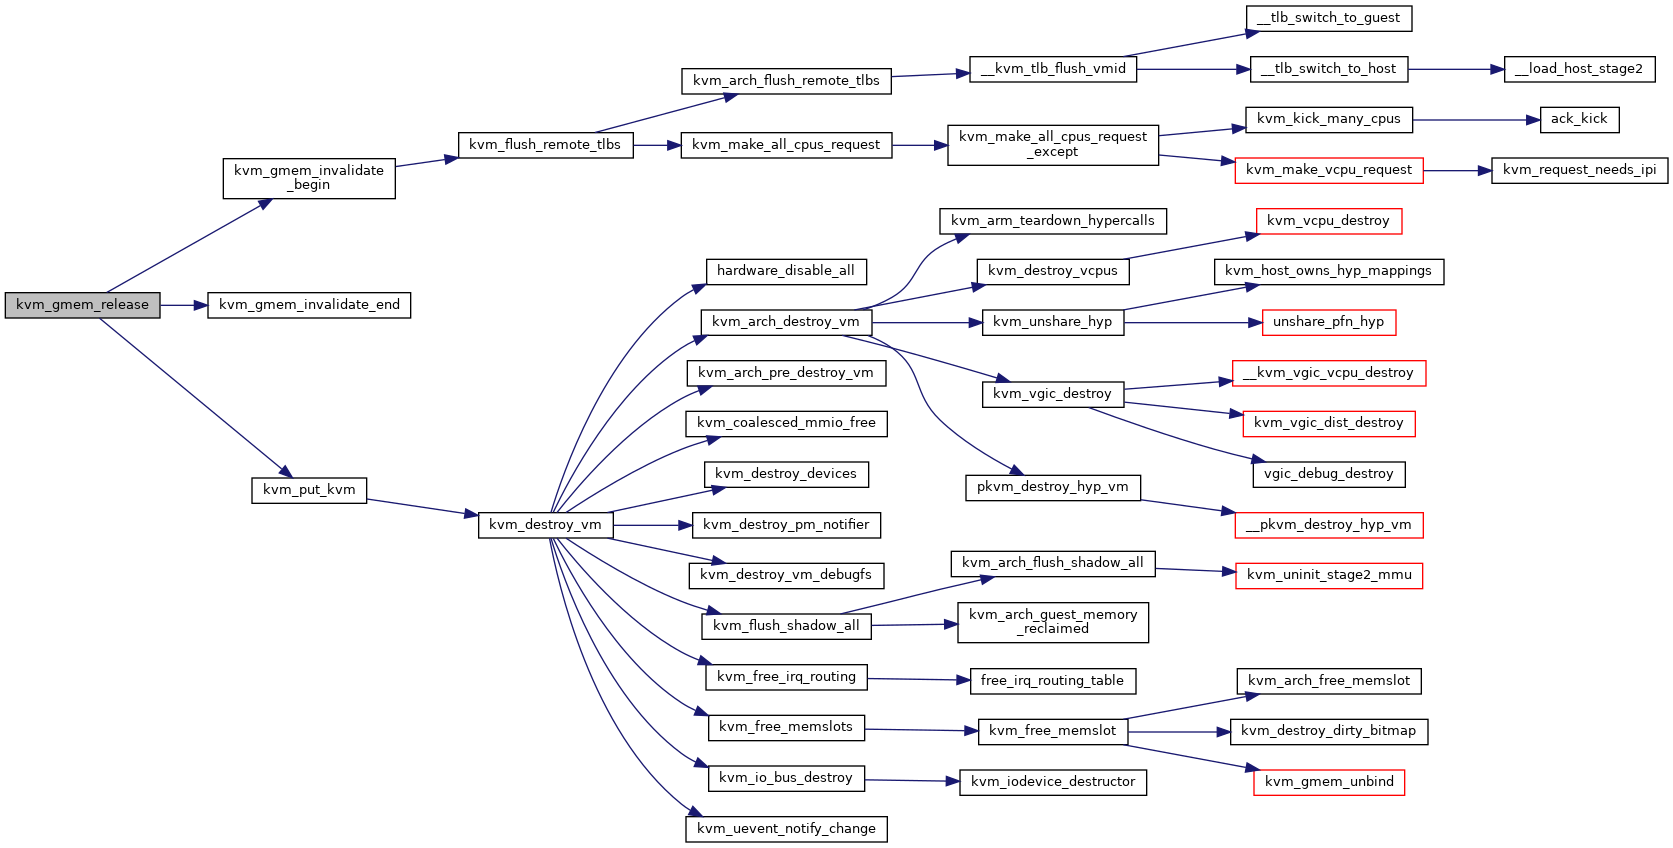 __tlb_switch_to_guest
__tlb_switch_to_host
__load_host_stage2
__kvm_tlb_flush_vmid
kvm_arch_flush_remote_tlbs
kvm_kick_many_cpus
ack_kick
kvm_make_all_cpus_request
_except
kvm_flush_remote_tlbs
kvm_make_all_cpus_request
kvm_make_vcpu_request
kvm_request_needs_ipi
kvm_gmem_invalidate
_begin
kvm_arm_teardown_hypercalls
kvm_vcpu_destroy
hardware_disable_all
kvm_destroy_vcpus
kvm_host_owns_hyp_mappings
kvm_gmem_release
kvm_gmem_invalidate_end
kvm_arch_destroy_vm
kvm_unshare_hyp
unshare_pfn_hyp
kvm_arch_pre_destroy_vm
__kvm_vgic_vcpu_destroy
kvm_vgic_destroy
kvm_coalesced_mmio_free
kvm_vgic_dist_destroy
kvm_destroy_devices
vgic_debug_destroy
kvm_put_kvm
pkvm_destroy_hyp_vm
kvm_destroy_vm
kvm_destroy_pm_notifier
__pkvm_destroy_hyp_vm
kvm_arch_flush_shadow_all
kvm_destroy_vm_debugfs
kvm_uninit_stage2_mmu
kvm_flush_shadow_all
kvm_arch_guest_memory
_reclaimed
kvm_free_irq_routing
free_irq_routing_table
kvm_arch_free_memslot
kvm_free_memslots
kvm_free_memslot
kvm_destroy_dirty_bitmap
kvm_io_bus_destroy
kvm_iodevice_destructor
kvm_gmem_unbind
kvm_uevent_notify_change